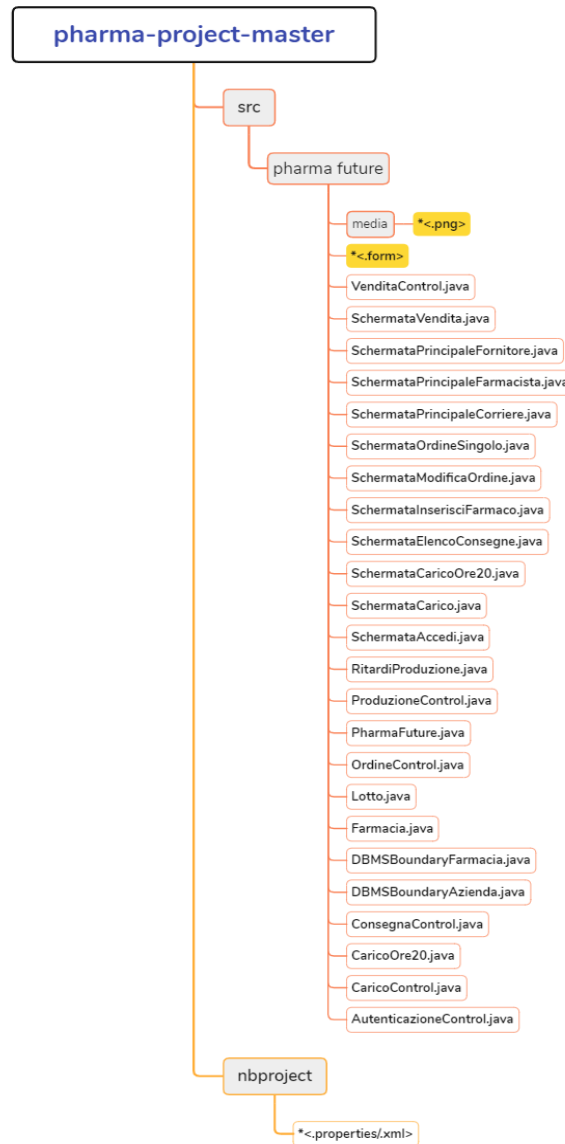 pharma-project-master
src
pharma future
media
*<.png>
*<.form>
VenditaControl.java
SchermataVendita.java
SchermataPrincipaleFornitore.java
SchermataPrincipaleFarmacista.java
SchermataPrincipaleCorriere.java
SchermataOrdineSingolo.java
SchermataModificaOrdine.java
SchermataInserisciFarmaco.java
SchermataElencoConsegne.java
SchermataCaricoOre20.java
SchermataCarico.java
SchermataAccedi.java
RitardiProduzione.java
ProduzioneControl.java
PharmaFuture.java
OrdineControl.java
Lotto.java
Farmacia.java
DBMSBoundaryFarmacia.java
DBMSBoundaryAzienda.java
ConsegnaControl.java
CaricoOre20.java
CaricoControl.java
AutenticazioneControl.java
nbproject
*<.properties/.xml>